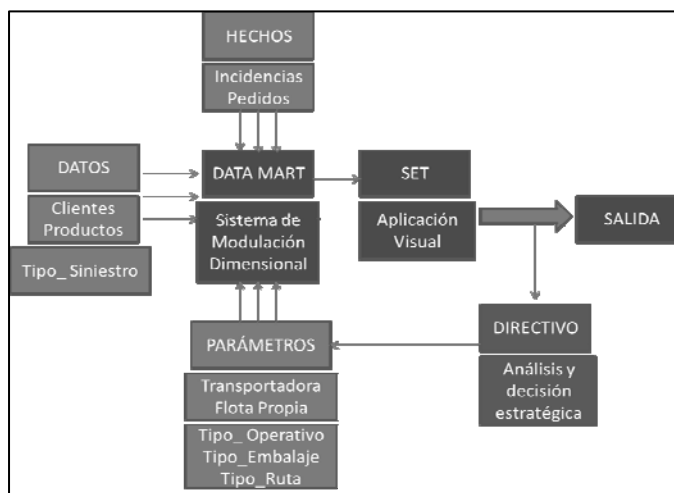 HECHOS
Incidencias
Pedidos
DATOS
Clientes
Productos
Tipo_ Siniestro
DATA MART
Sistema de
Modulación
Dimensional
SET
Aplicación
Visual
SALIDA
DIRECTIVO
Análisis y
decisión
estratégica
PARÁMETROS
Transportadora
Flota Propia
Tipo_ Operativo
Tipo_Embalaje
Tipo_Ruta